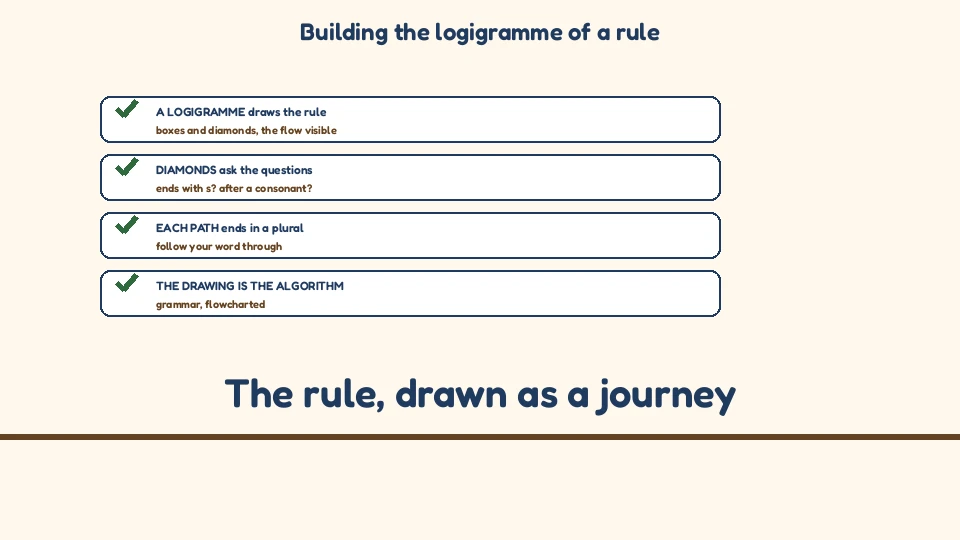 Building the logigramme of a rule
A LOGIGRAMME draws the rule
boxes and diamonds, the flow visible
DIAMONDS ask the questions
ends with s? after a consonant?
EACH PATH ends in a plural
follow your word through
THE DRAWING IS THE ALGORITHM
grammar, flowcharted
The rule, drawn as a journey